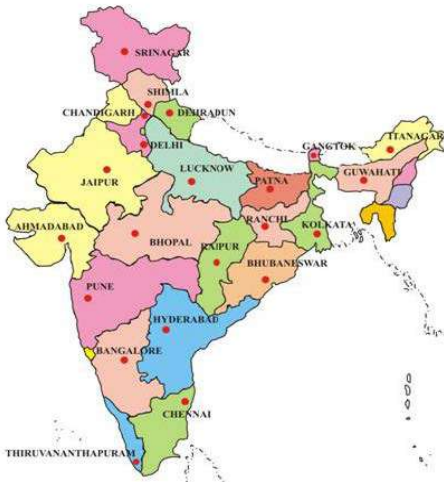 SRINAGAR
SHIMLA
CHANDIGARH
DEHRADUN
DELHI
ITANAGAR
GANGTOK
LUCKNOW
GUWAHATI
JAIPUR
PATNA
AHMADABAD
RANCHI
KOLKATA
BHOPAL
RAIPUR
BHUBANESWAR
PUNE
HYDERABAD
BANGALORE
CHENNAI
THIRUVANANTHAPURAM